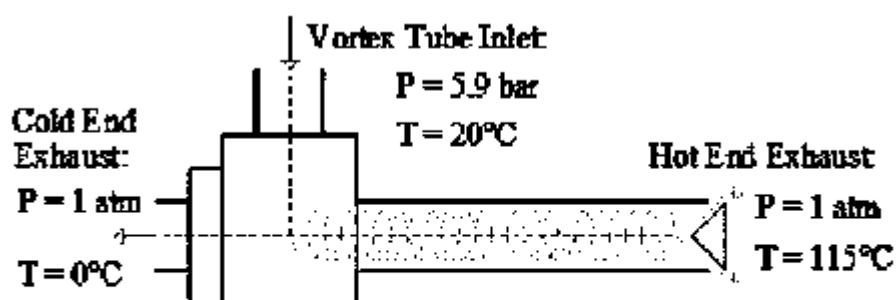 Vortex Tube Inlet:
P = 5.9 bar
T = 20°C
Cold End
Exhaust:
P = 1 atm
T = 0°C
Hot End Exhaust
P = 1 atm
T = 115°C